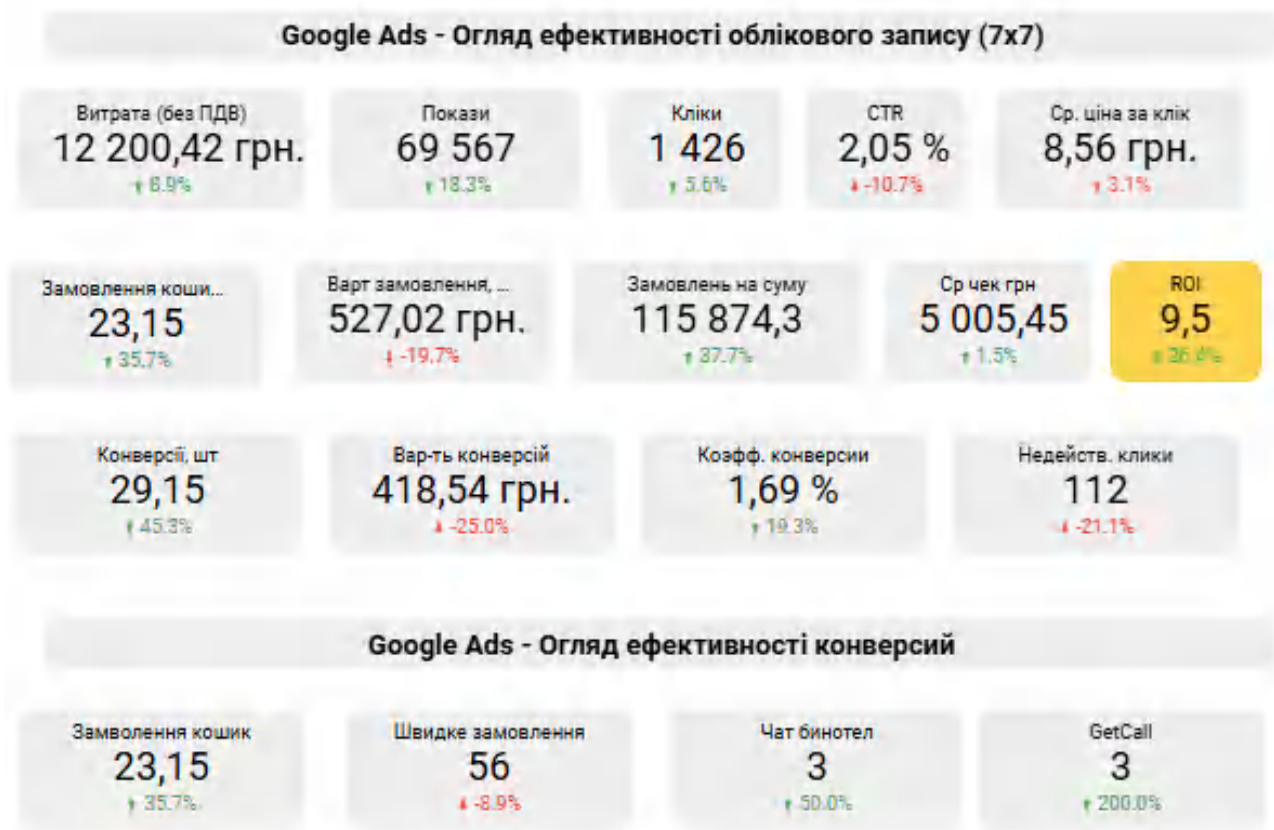 Google Ads - Огляд ефективності облікового запису (7x7)
Витрата (без ПДВ)
12 200,42 грн.
8.9%
Покази
69 567
18.3%
Кліки
1 426
5.6%
CTR
2,05 %
-10.7%
Ср. ціна за клік
8,56 грн.
3.1%
Замовлення коши...
23,15
35.7%
Варт замовлення, ...
527,02 грн.
-19.7%
Замовлень на суму
115 874,3
37.7%
Ср чек грн
5 005,45
1.5%
ROI
9,5
Конверсії, шт
29,15
45.3%
Вар-ть конверсій
418,54 грн.
-25.0%
Коэфф. конверсии
1,69 %
19.3%
Недейств. клики
112
-21.1%
Google Ads - Огляд ефективності конверсий
Замволення кошик
23,15
35.7%
Швидке замовлення
56
-8.9%
Чат бинотел
3
50.0%
GetCall
3
200.0%